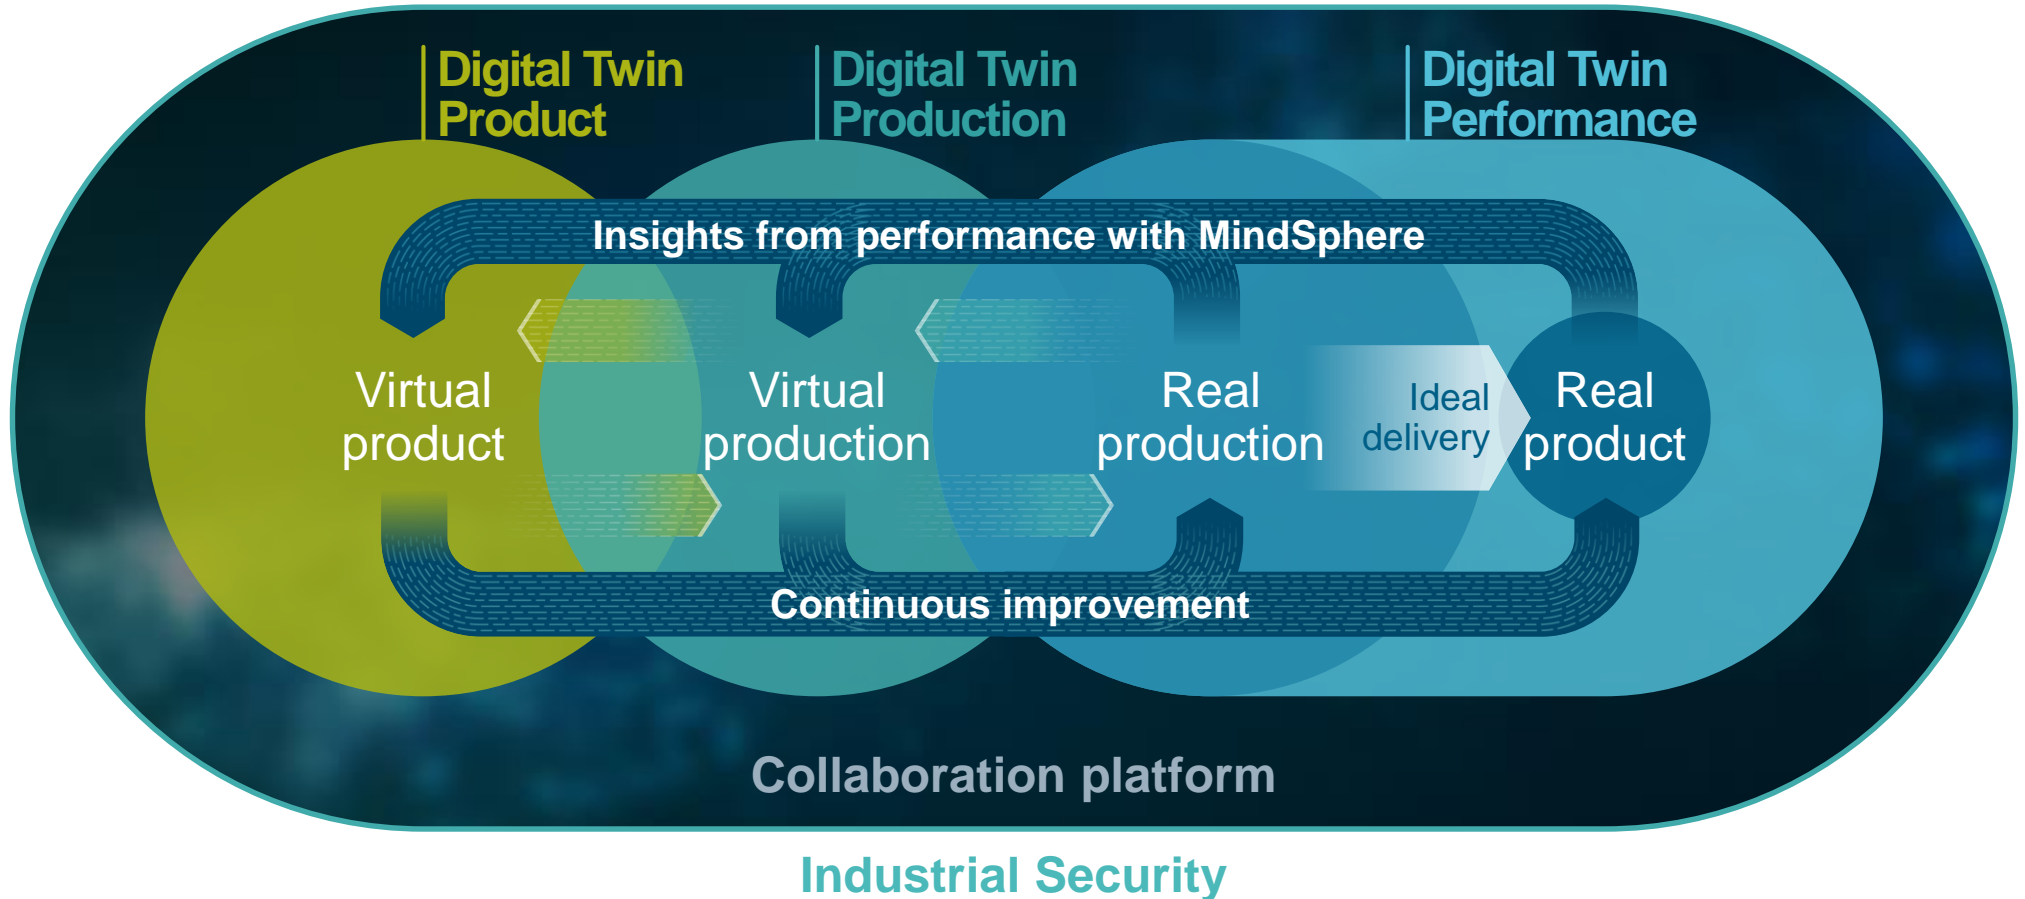 Digital Twin
Product
Digital Twin
Production
Digital Twin
Performance
Insights from performance with MindSphere
Virtual
product
Virtual
production
Real
production
Ideal
delivery
Real
product
Continuous improvement
Collaboration platform
Industrial Security